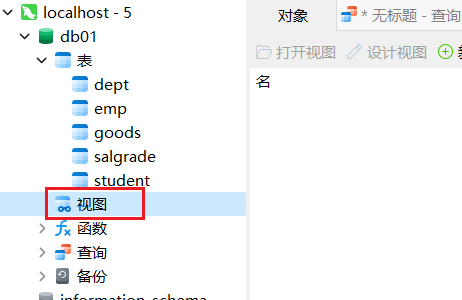 localhost - 5
db01
表
dept
emp
goods
salgrade
student
视图
函数
查询
备份
information_schema
对象
* 无标题 - 查询
打开视图 设计视图
名